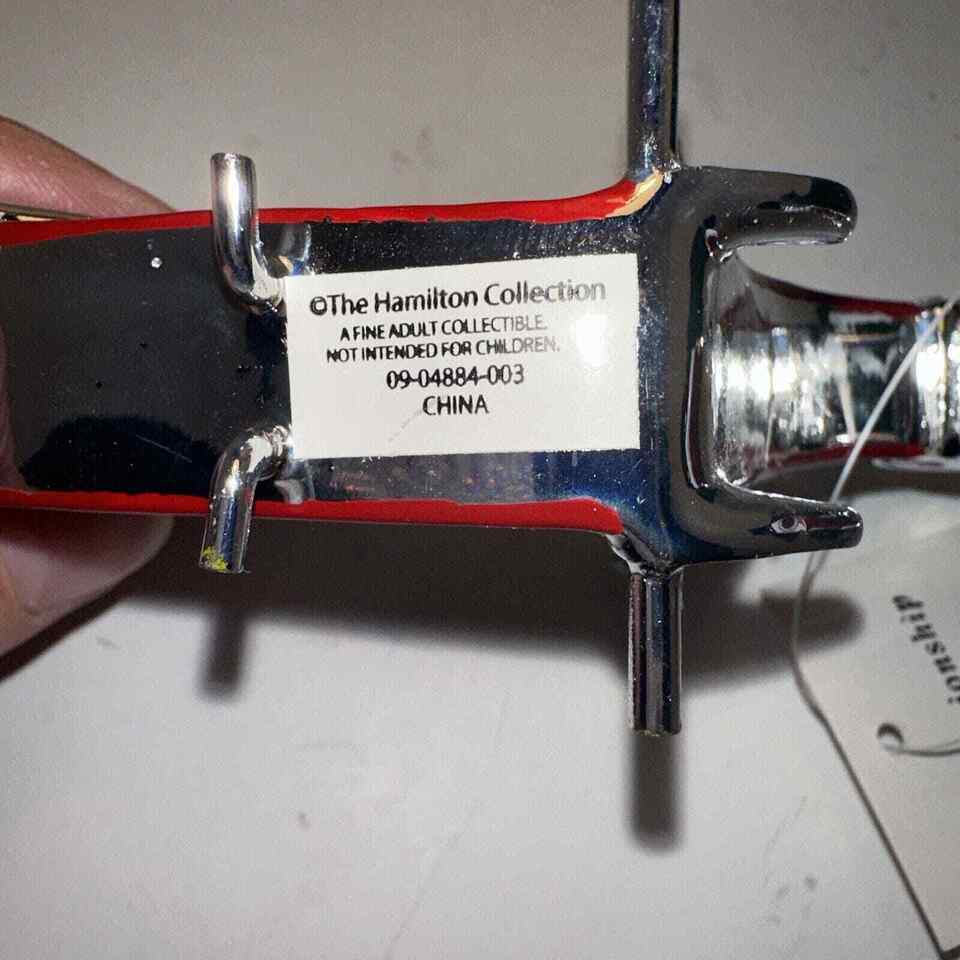 ©The Hamilton Collection
A FINE ADULT COLLECTIBLE.
NOT INTENDED FOR CHILDREN.
09-04884-003
CHINA
ionship